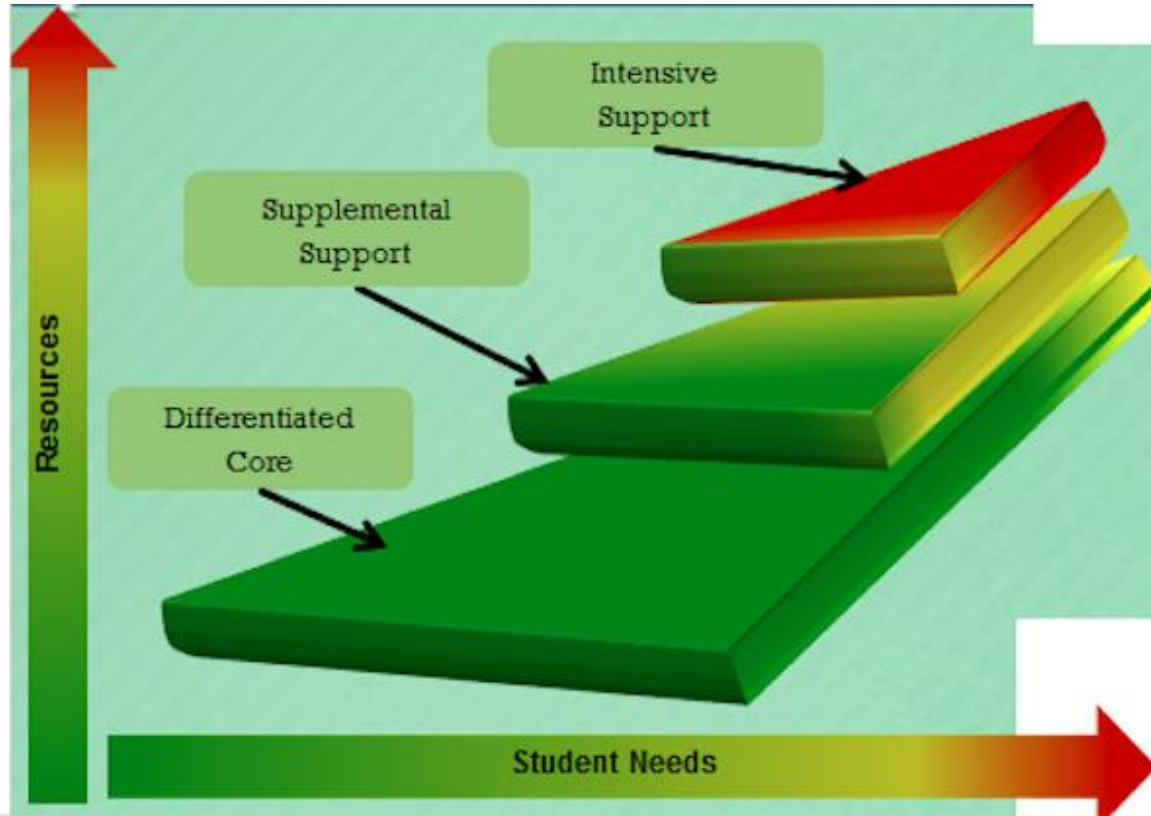 Intensive
Support
Supplemental
Support
Differentiated
Core
Resources
Student Needs